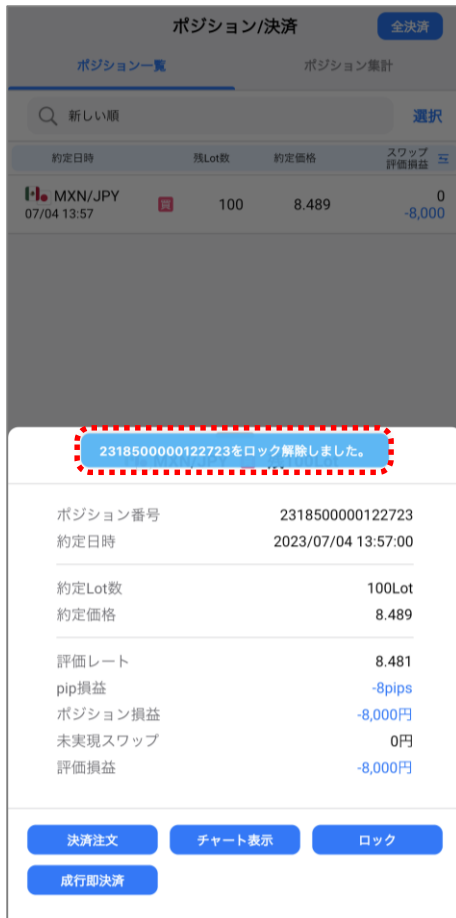 ポジション/決済 全決済
ポジション一覧 ポジション集計
新しい順 選択
約定日時 残Lot数 約定価格 スワップ
評価損益
MXN/JPY 買 100 8.489 0
07/04 13:57 -8,000
2318500000122723をロック解除しました。
ポジション番号 2318500000122723
約定日時 2023/07/04 13:57:00
約定Lot数 100Lot
約定価格 8.489
評価レート 8.481
pip損益 -8pips
ポジション損益 -8,000円
未実現スワップ 0円
評価損益 -8,000円
決済注文 チャート表示 ロック
成行即決済